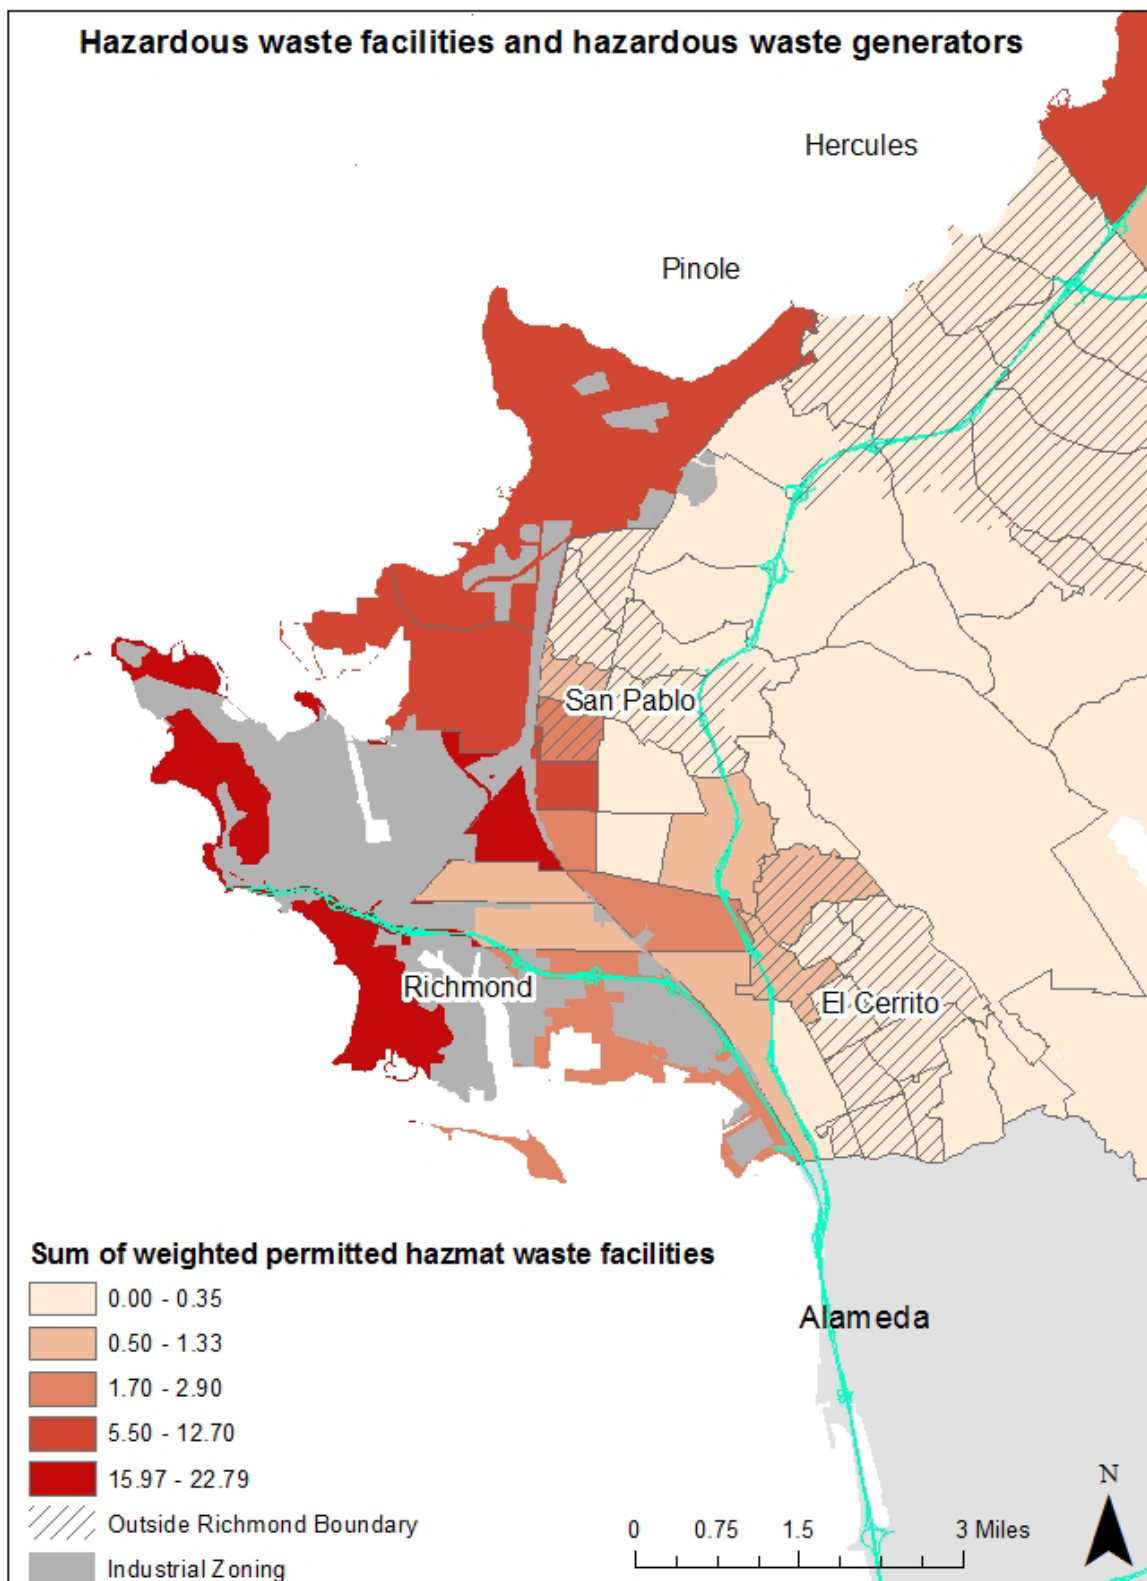 Hazardous waste facilities and hazardous waste generators
Hercules
Pinole
San Pablo
Richmond
El Cerrito
Alameda
Sum of weighted permitted hazmat waste facilities
0.00 - 0.35
0.50 - 1.33
1.70 - 2.90
5.50 - 12.70
15.97 - 22.79
Outside Richmond Boundary
Industrial Zoning
0 0.75 1.5 3 Miles
N